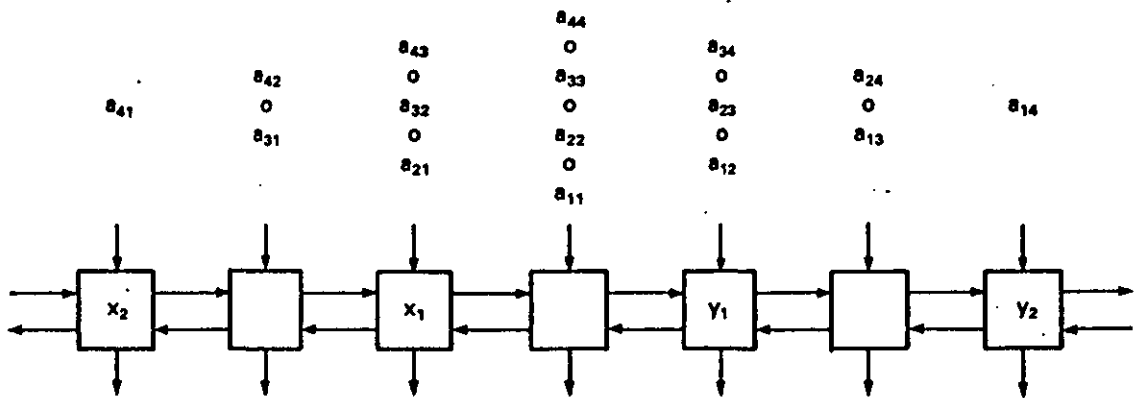 a₄₄
a₄₃ o a₃₄
a₄₂ o a₃₃ o a₂₄
a₄₁ o a₃₂ o a₂₃ o a₁₄
a₃₁ o a₂₂ o a₁₃
a₂₁ o a₁₂
a₁₁
x₂ x₁ y₁ y₂